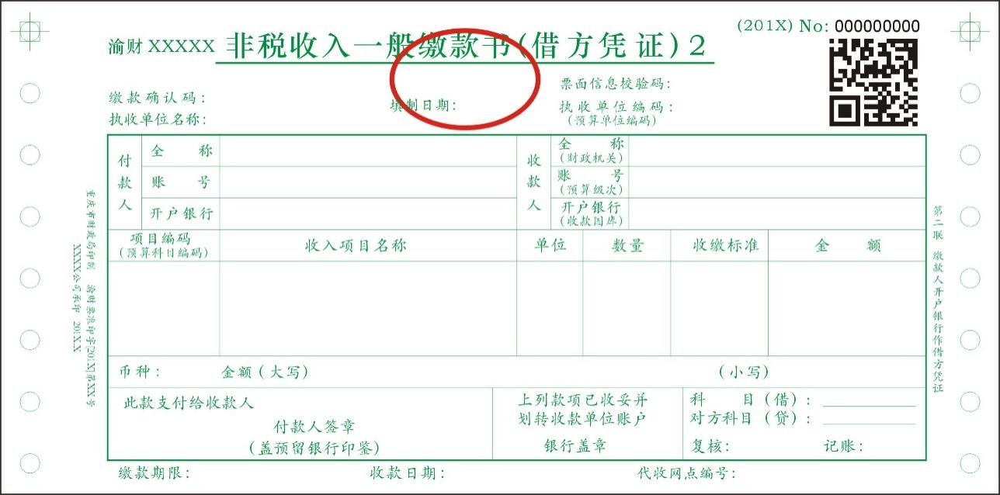 (201X) No: 000000000
渝财 XXXXX 非税收入一般缴款书(借方凭证)2
票面信息校验码:
缴款确认码:
填制日期:
执收单位编码:
(预算单位编码)
执收单位名称:
付款人
全 称
账 号
开户银行
收款人
全 称
(财政机关)
账 号
(预算级次)
开户银行
(收款国库)
项目编码
(预算科目编码)
收入项目名称
单位
数量
收缴标准
金 额
币种: 金额(大写) (小写)
此款支付给收款人
付款人签章
(盖预留银行印鉴)
上列款项已收妥并
划转收款单位账户
银行盖章
科 目(借):
对方科目(贷):
复核: 记账:
缴款期限: 收款日期: 代收网点编号:
重庆市财政局印制 渝财票准印字[201X]第XX号
XXXX公司承印 201X.X
第二联 缴款人开户银行作借方凭证